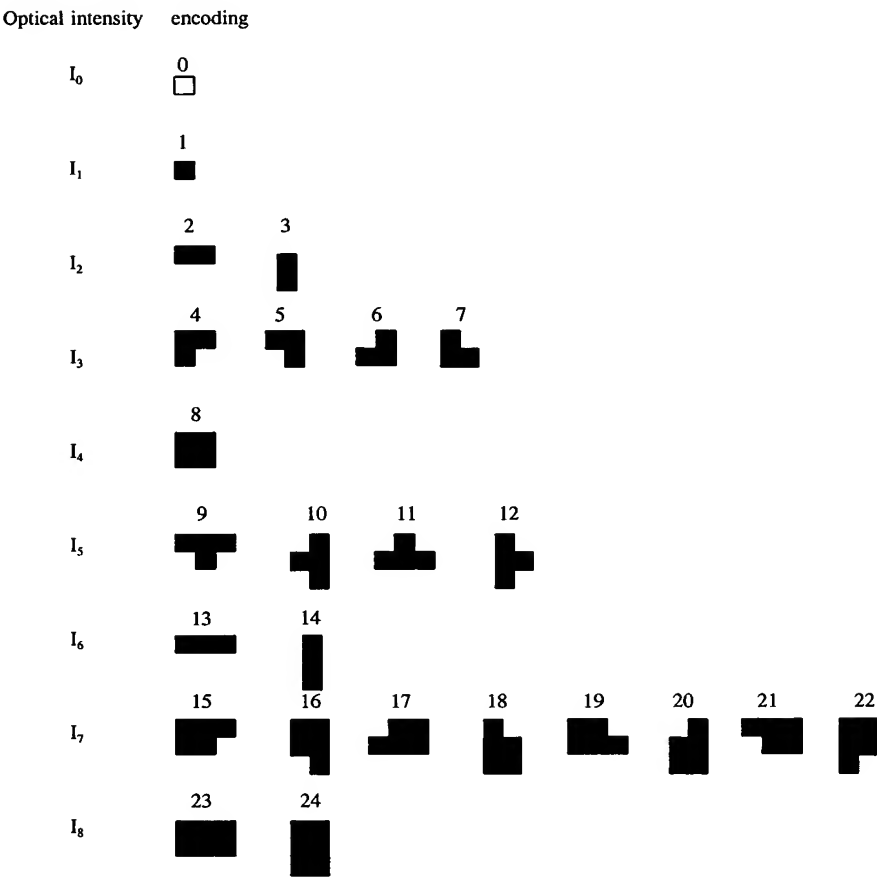 Optical intensity encoding
0
I₀
1
I₁
2 3
I₂
4 5 6 7
I₃
8
I₄
9 10 11 12
I₅
13 14
I₆
15 16 17 18 19 20 21 22
I₇
23 24
I₈